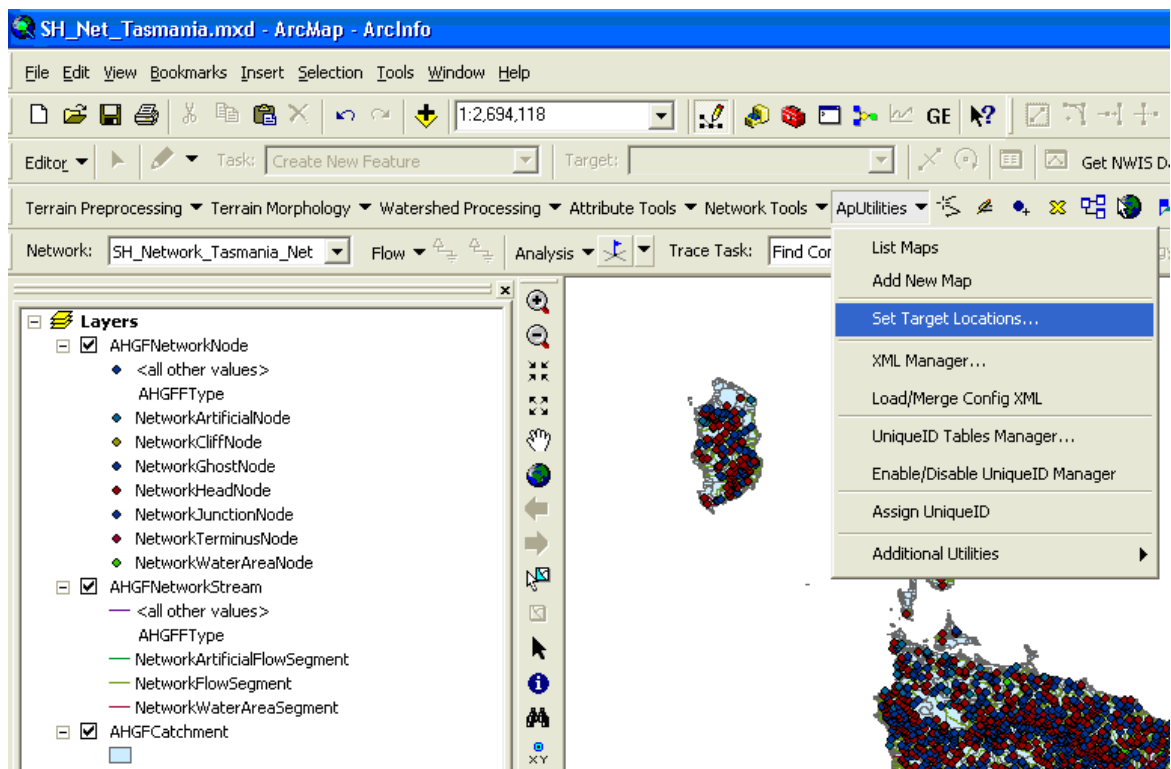 SH_Net_Tasmania.mxd - ArcMap - ArcInfo
File Edit View Bookmarks Insert Selection Tools Window Help
1:2,694,118 GE
Editor Task: Create New Feature Target: Get NWIS D
Terrain Preprocessing Terrain Morphology Watershed Processing Attribute Tools Network Tools ApUtilities
Network: SH_Network_Tasmania_Net Flow Analysis Trace Task: Find Cor
List Maps
Add New Map
Set Target Locations...
XML Manager...
Load/Merge Config XML
UniqueID Tables Manager...
Enable/Disable UniqueID Manager
Assign UniqueID
Additional Utilities
Layers
AHGFNetworkNode
<all other values>
AHGFFType
NetworkArtificialNode
NetworkCliffNode
NetworkGhostNode
NetworkHeadNode
NetworkJunctionNode
NetworkTerminusNode
NetworkWaterAreaNode
AHGFNetworkStream
<all other values>
AHGFFType
NetworkArtificialFlowSegment
NetworkFlowSegment
NetworkWaterAreaSegment
AHGFCatchment
XY